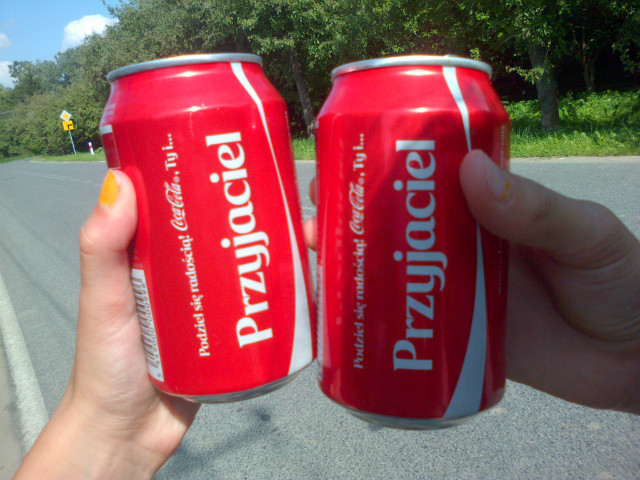 Podziel się radością! Coca-Cola, Ty i...
Przyjaciel
Podziel się radością! Coca-Cola, Ty i...
Przyjaciel